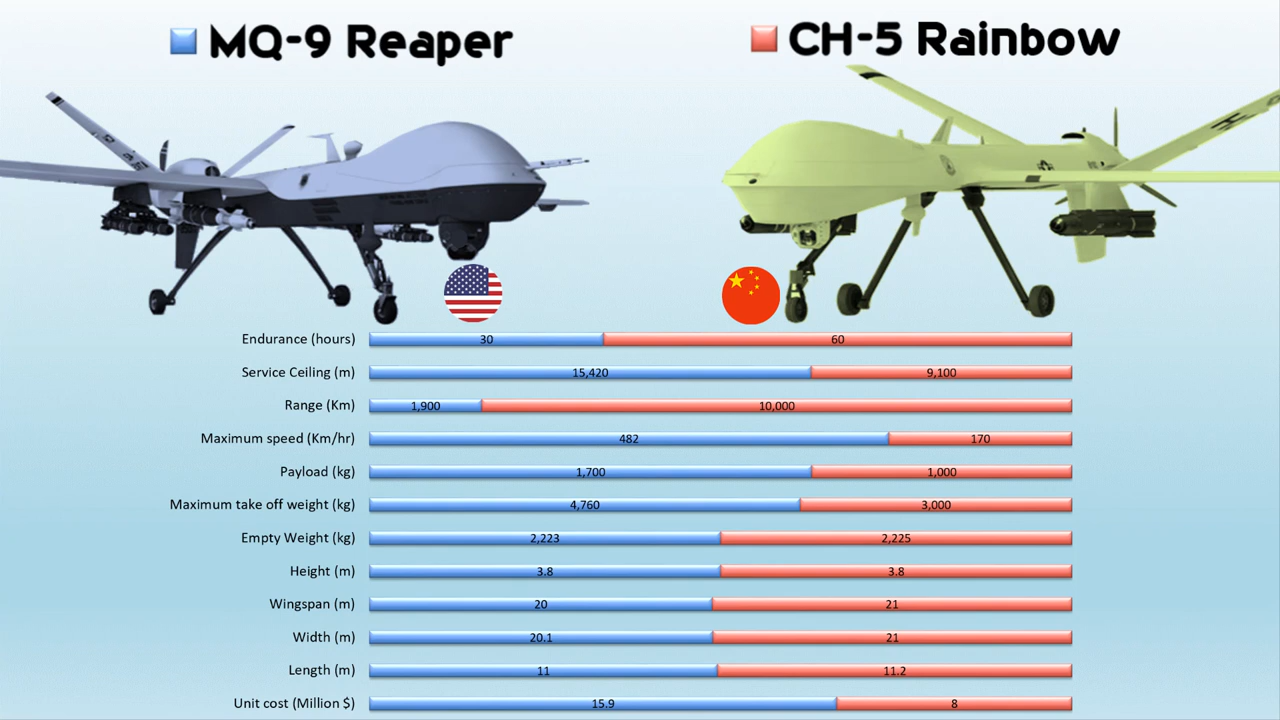 MQ-9 Reaper
CH-5 Rainbow
Endurance (hours) 30 60
Service Ceiling (m) 15,420 9,100
Range (Km) 1,900 10,000
Maximum speed (Km/hr) 482 170
Payload (kg) 1,700 1,000
Maximum take off weight (kg) 4,760 3,000
Empty Weight (kg) 2,223 2,225
Height (m) 3.8 3.8
Wingspan (m) 20 21
Width (m) 20.1 21
Length (m) 11 11.2
Unit cost (Million $) 15.9 8